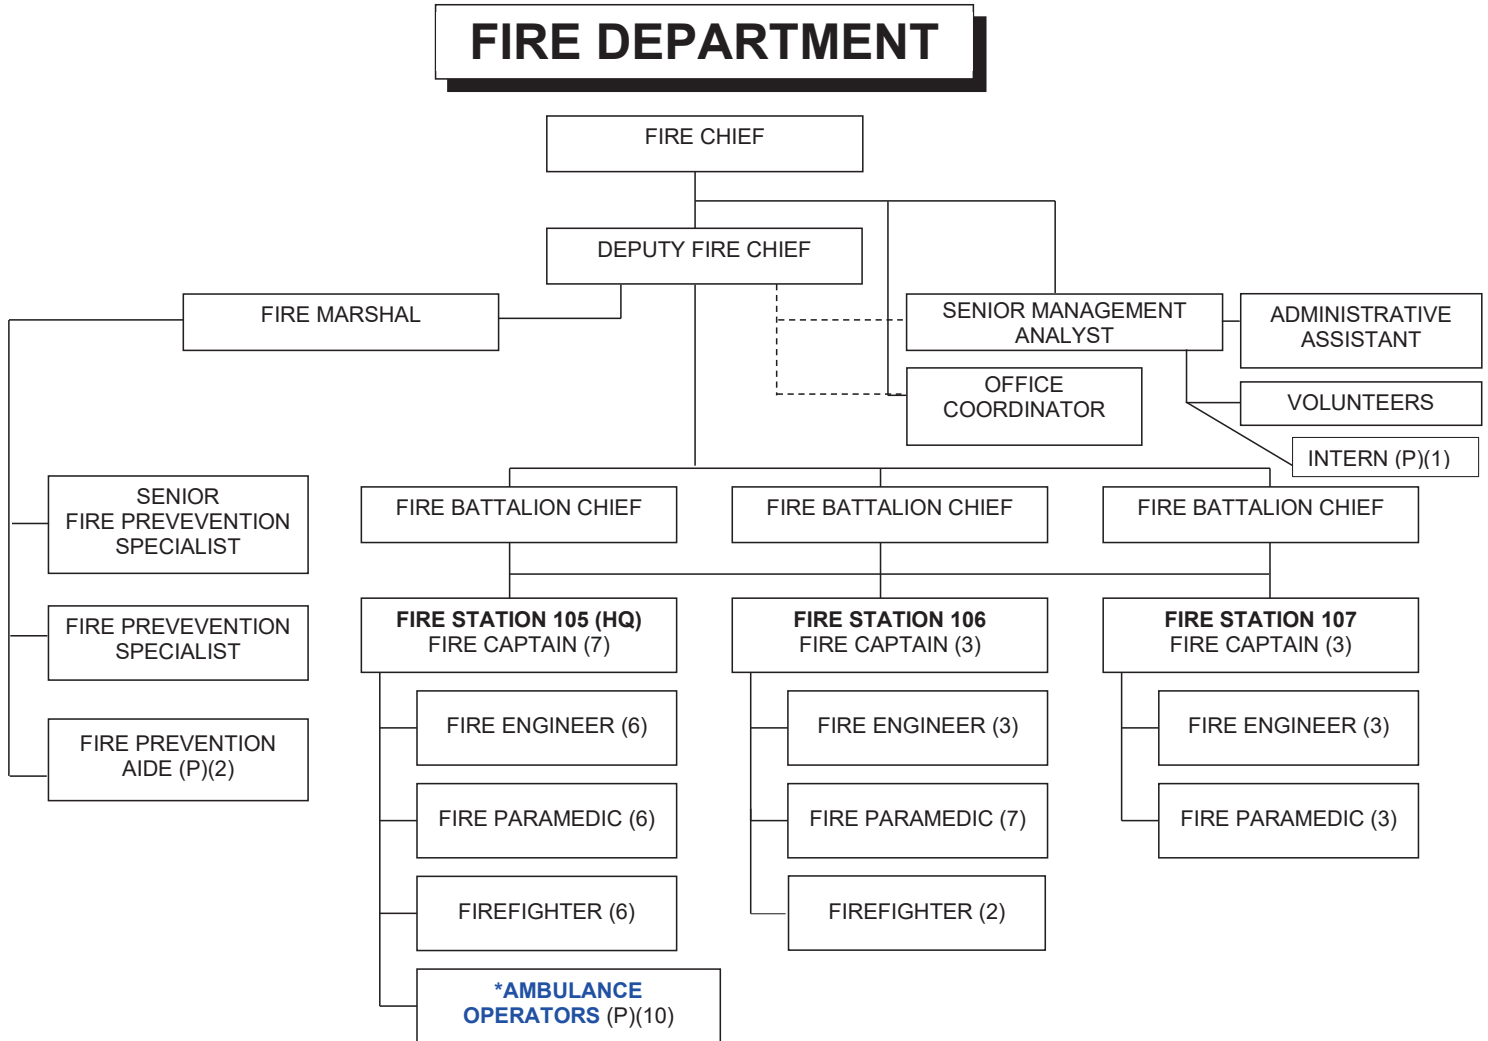 FIRE DEPARTMENT
FIRE CHIEF
DEPUTY FIRE CHIEF
FIRE MARSHAL
SENIOR MANAGEMENT
ANALYST
ADMINISTRATIVE
ASSISTANT
OFFICE
COORDINATOR
VOLUNTEERS
INTERN (P)(1)
SENIOR
FIRE PREVEVENTION
SPECIALIST
FIRE PREVEVENTION
SPECIALIST
FIRE PREVENTION
AIDE (P)(2)
FIRE BATTALION CHIEF
FIRE BATTALION CHIEF
FIRE BATTALION CHIEF
FIRE STATION 105 (HQ)
FIRE CAPTAIN (7)
FIRE ENGINEER (6)
FIRE PARAMEDIC (6)
FIREFIGHTER (6)
*AMBULANCE
OPERATORS (P)(10)
FIRE STATION 106
FIRE CAPTAIN (3)
FIRE ENGINEER (3)
FIRE PARAMEDIC (7)
FIREFIGHTER (2)
FIRE STATION 107
FIRE CAPTAIN (3)
FIRE ENGINEER (3)
FIRE PARAMEDIC (3)